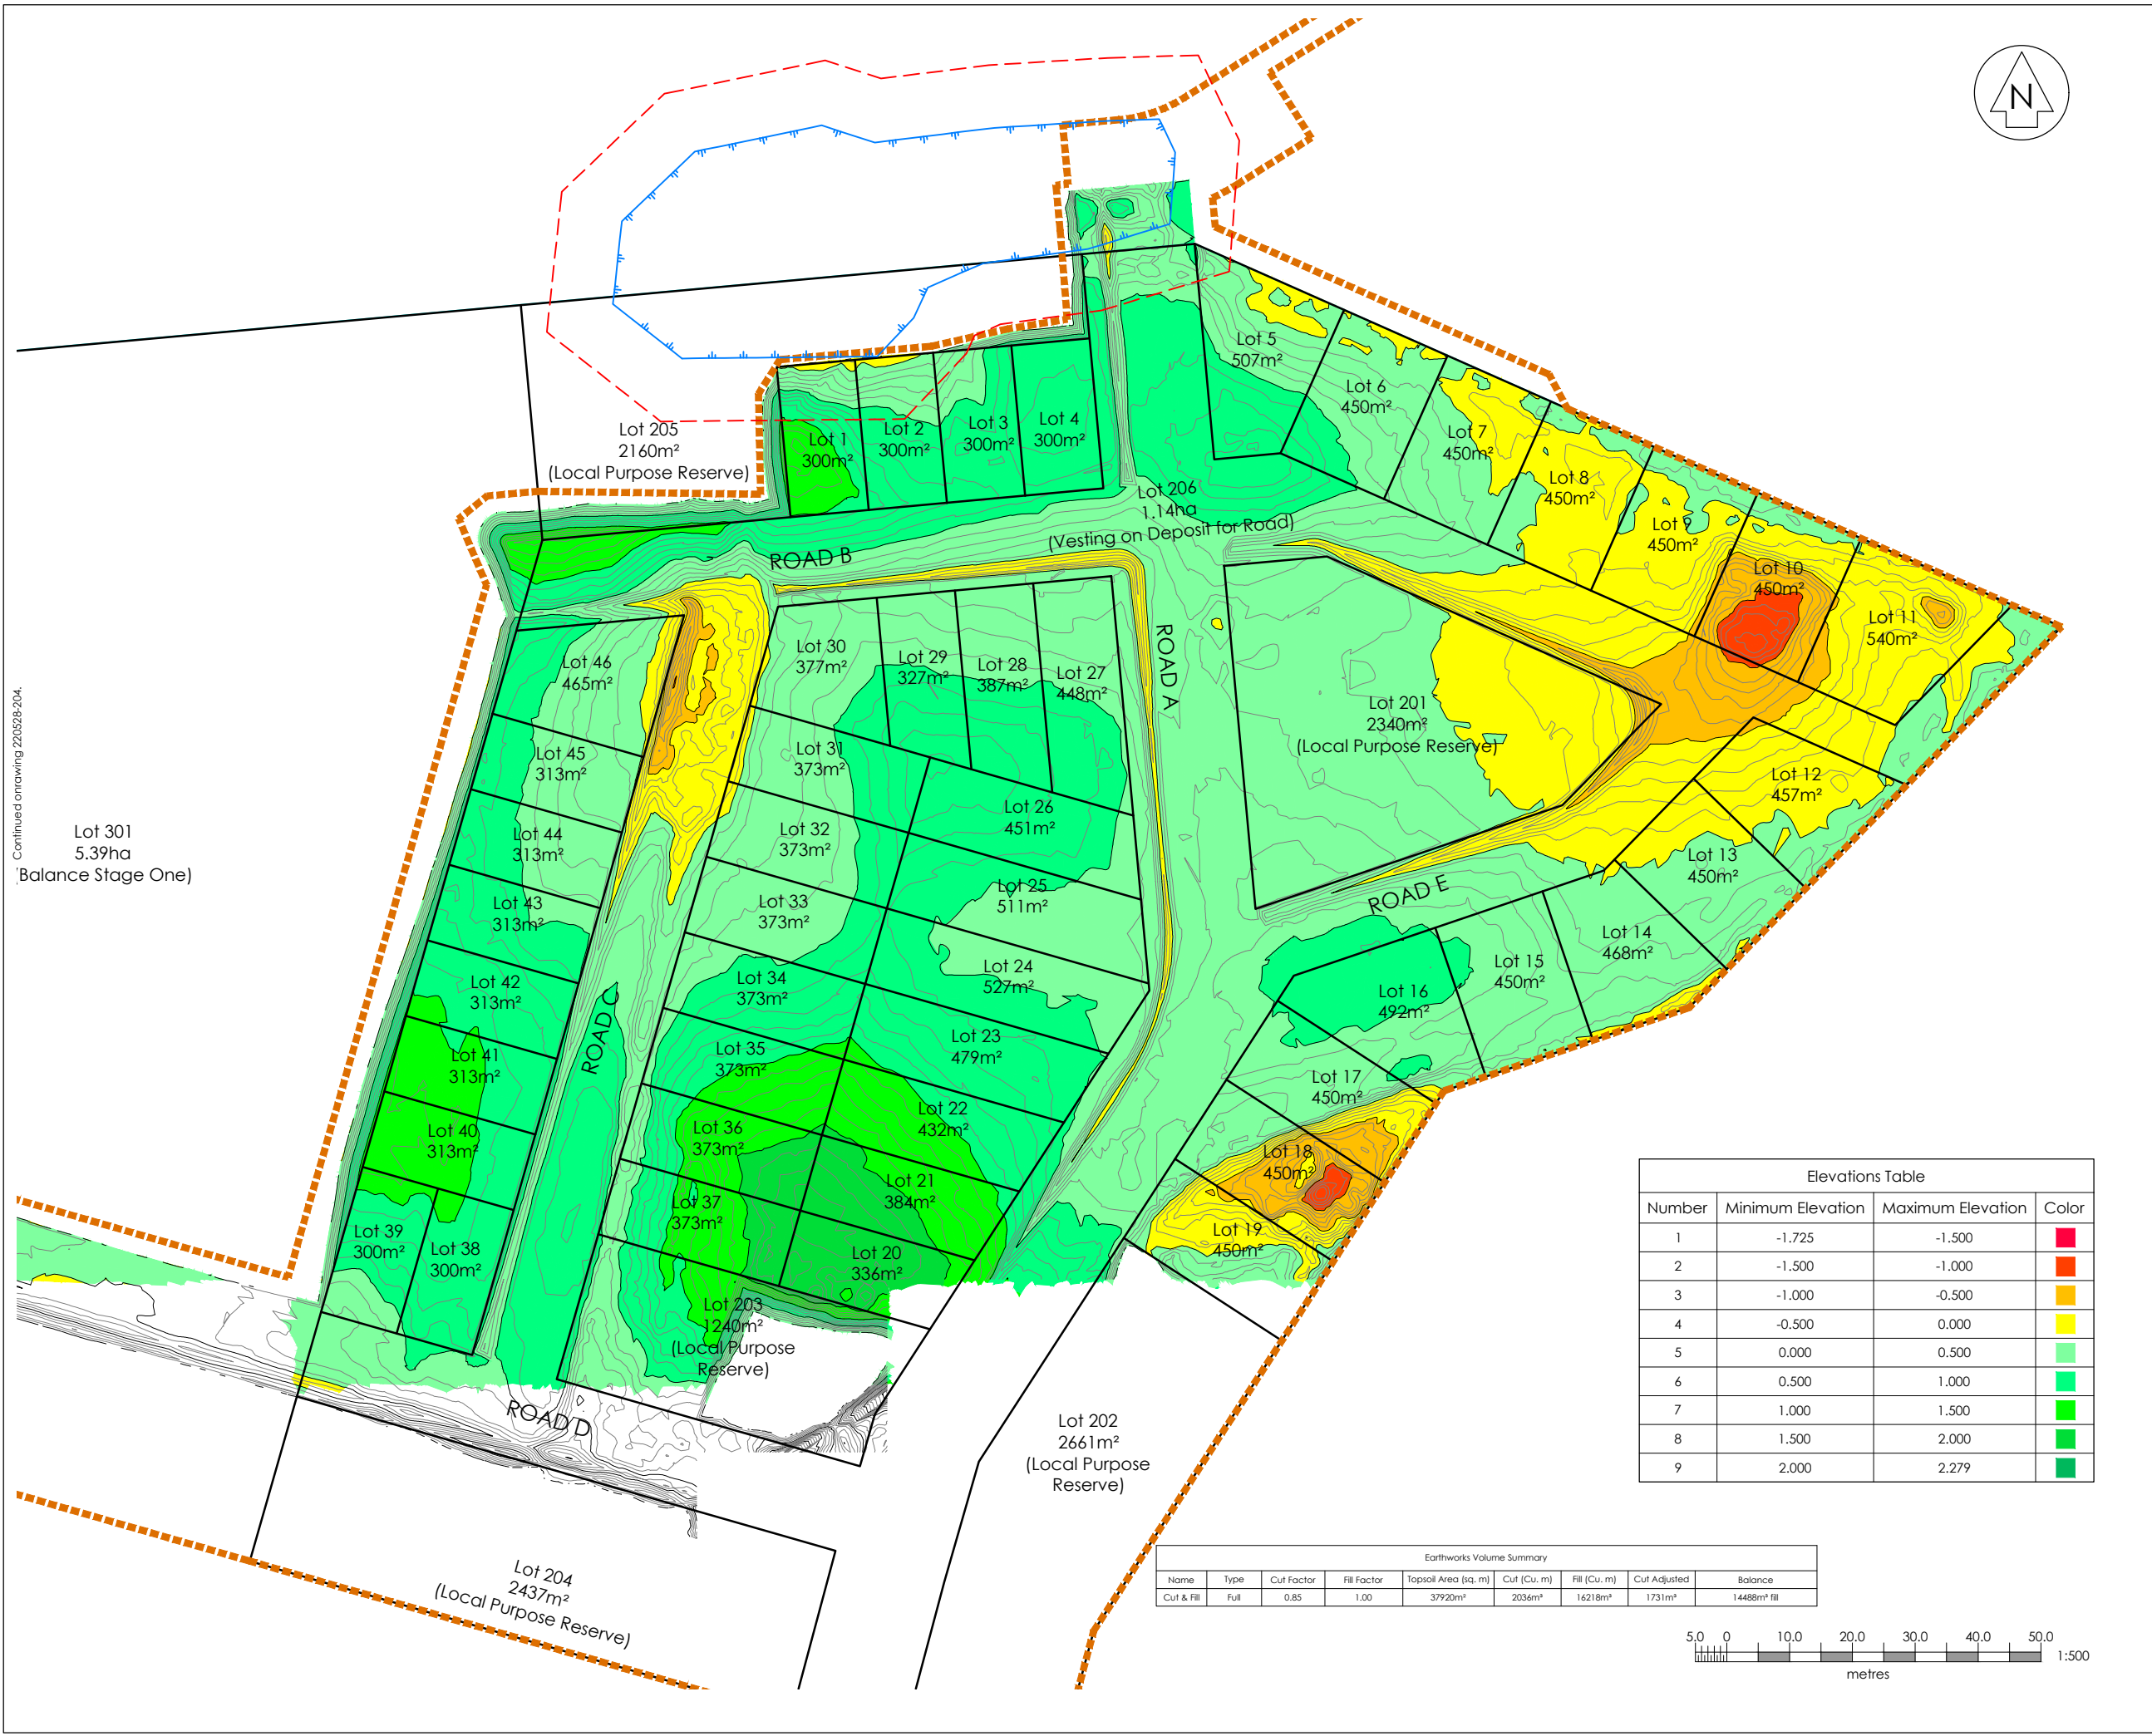 N
Lot 5
507m²
Lot 6
450m²
Lot 7
450m²
Lot 8
450m²
Lot 9
450m²
Lot 10
450m²
Lot 11
540m²
Lot 205
2160m²
(Local Purpose Reserve)
Lot 1
300m²
Lot 2
300m²
Lot 3
300m²
Lot 4
300m²
Lot 206
1.14ha
(Vesting on Deposit for Road)
ROAD B
ROAD A
Lot 46
465m²
Lot 30
377m²
Lot 29
327m²
Lot 28
387m²
Lot 27
448m²
Lot 201
2340m²
(Local Purpose Reserve)
Lot 45
313m²
Lot 31
373m²
Lot 26
451m²
Lot 12
457m²
Continued onrawing 220528-204.
Lot 301
5.39ha
(Balance Stage One)
Lot 44
313m²
Lot 32
373m²
Lot 25
511m²
Lot 13
450m²
ROAD E
Lot 43
313m²
Lot 33
373m²
Lot 24
527m²
Lot 14
468m²
Lot 15
450m²
Lot 16
492m²
Lot 42
313m²
ROAD C
Lot 34
373m²
Lot 23
479m²
Lot 41
313m²
Lot 35
373m²
Lot 17
450m²
Lot 40
313m²
Lot 36
373m²
Lot 22
432m²
Lot 18
450m²
Lot 37
373m²
Lot 21
384m²
Lot 19
450m²
Lot 39
300m²
Lot 38
300m²
Lot 20
336m²
Lot 203
1240m²
(Local Purpose
Reserve)
ROAD D
Lot 202
2661m²
(Local Purpose
Reserve)
Lot 204
2437m²
(Local Purpose Reserve)
Elevations Table
Number Minimum Elevation Maximum Elevation Color
1 -1.725 -1.500
2 -1.500 -1.000
3 -1.000 -0.500
4 -0.500 0.000
5 0.000 0.500
6 0.500 1.000
7 1.000 1.500
8 1.500 2.000
9 2.000 2.279
Earthworks Volume Summary
Name Type Cut Factor Fill Factor Topsoil Area (sq. m) Cut (Cu. m) Fill (Cu. m) Cut Adjusted Balance
Cut & Fill Full 0.85 1.00 37920m² 2036m³ 16218m³ 1731m³ 14488m³ fill
5.0 0 10.0 20.0 30.0 40.0 50.0
1:500
metres